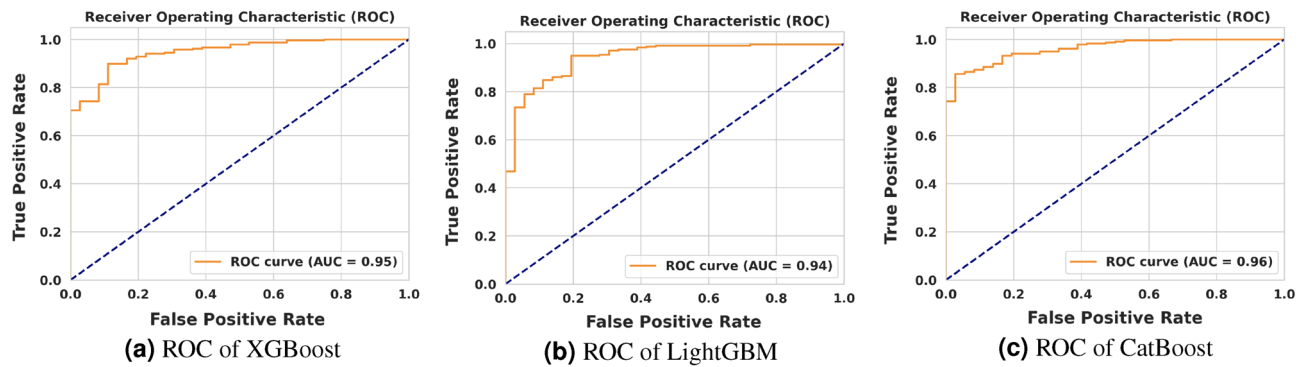 Receiver Operating Characteristic (ROC)
1.0
0.8
0.6
0.4
0.2
0.0
True Positive Rate
ROC curve (AUC = 0.95)
0.0 0.2 0.4 0.6 0.8 1.0
False Positive Rate
(a) ROC of XGBoost
Receiver Operating Characteristic (ROC)
1.0
0.8
0.6
0.4
0.2
0.0
True Positive Rate
ROC curve (AUC = 0.94)
0.0 0.2 0.4 0.6 0.8 1.0
False Positive Rate
(b) ROC of LightGBM
Receiver Operating Characteristic (ROC)
1.0
0.8
0.6
0.4
0.2
0.0
True Positive Rate
ROC curve (AUC = 0.96)
0.0 0.2 0.4 0.6 0.8 1.0
False Positive Rate
(c) ROC of CatBoost